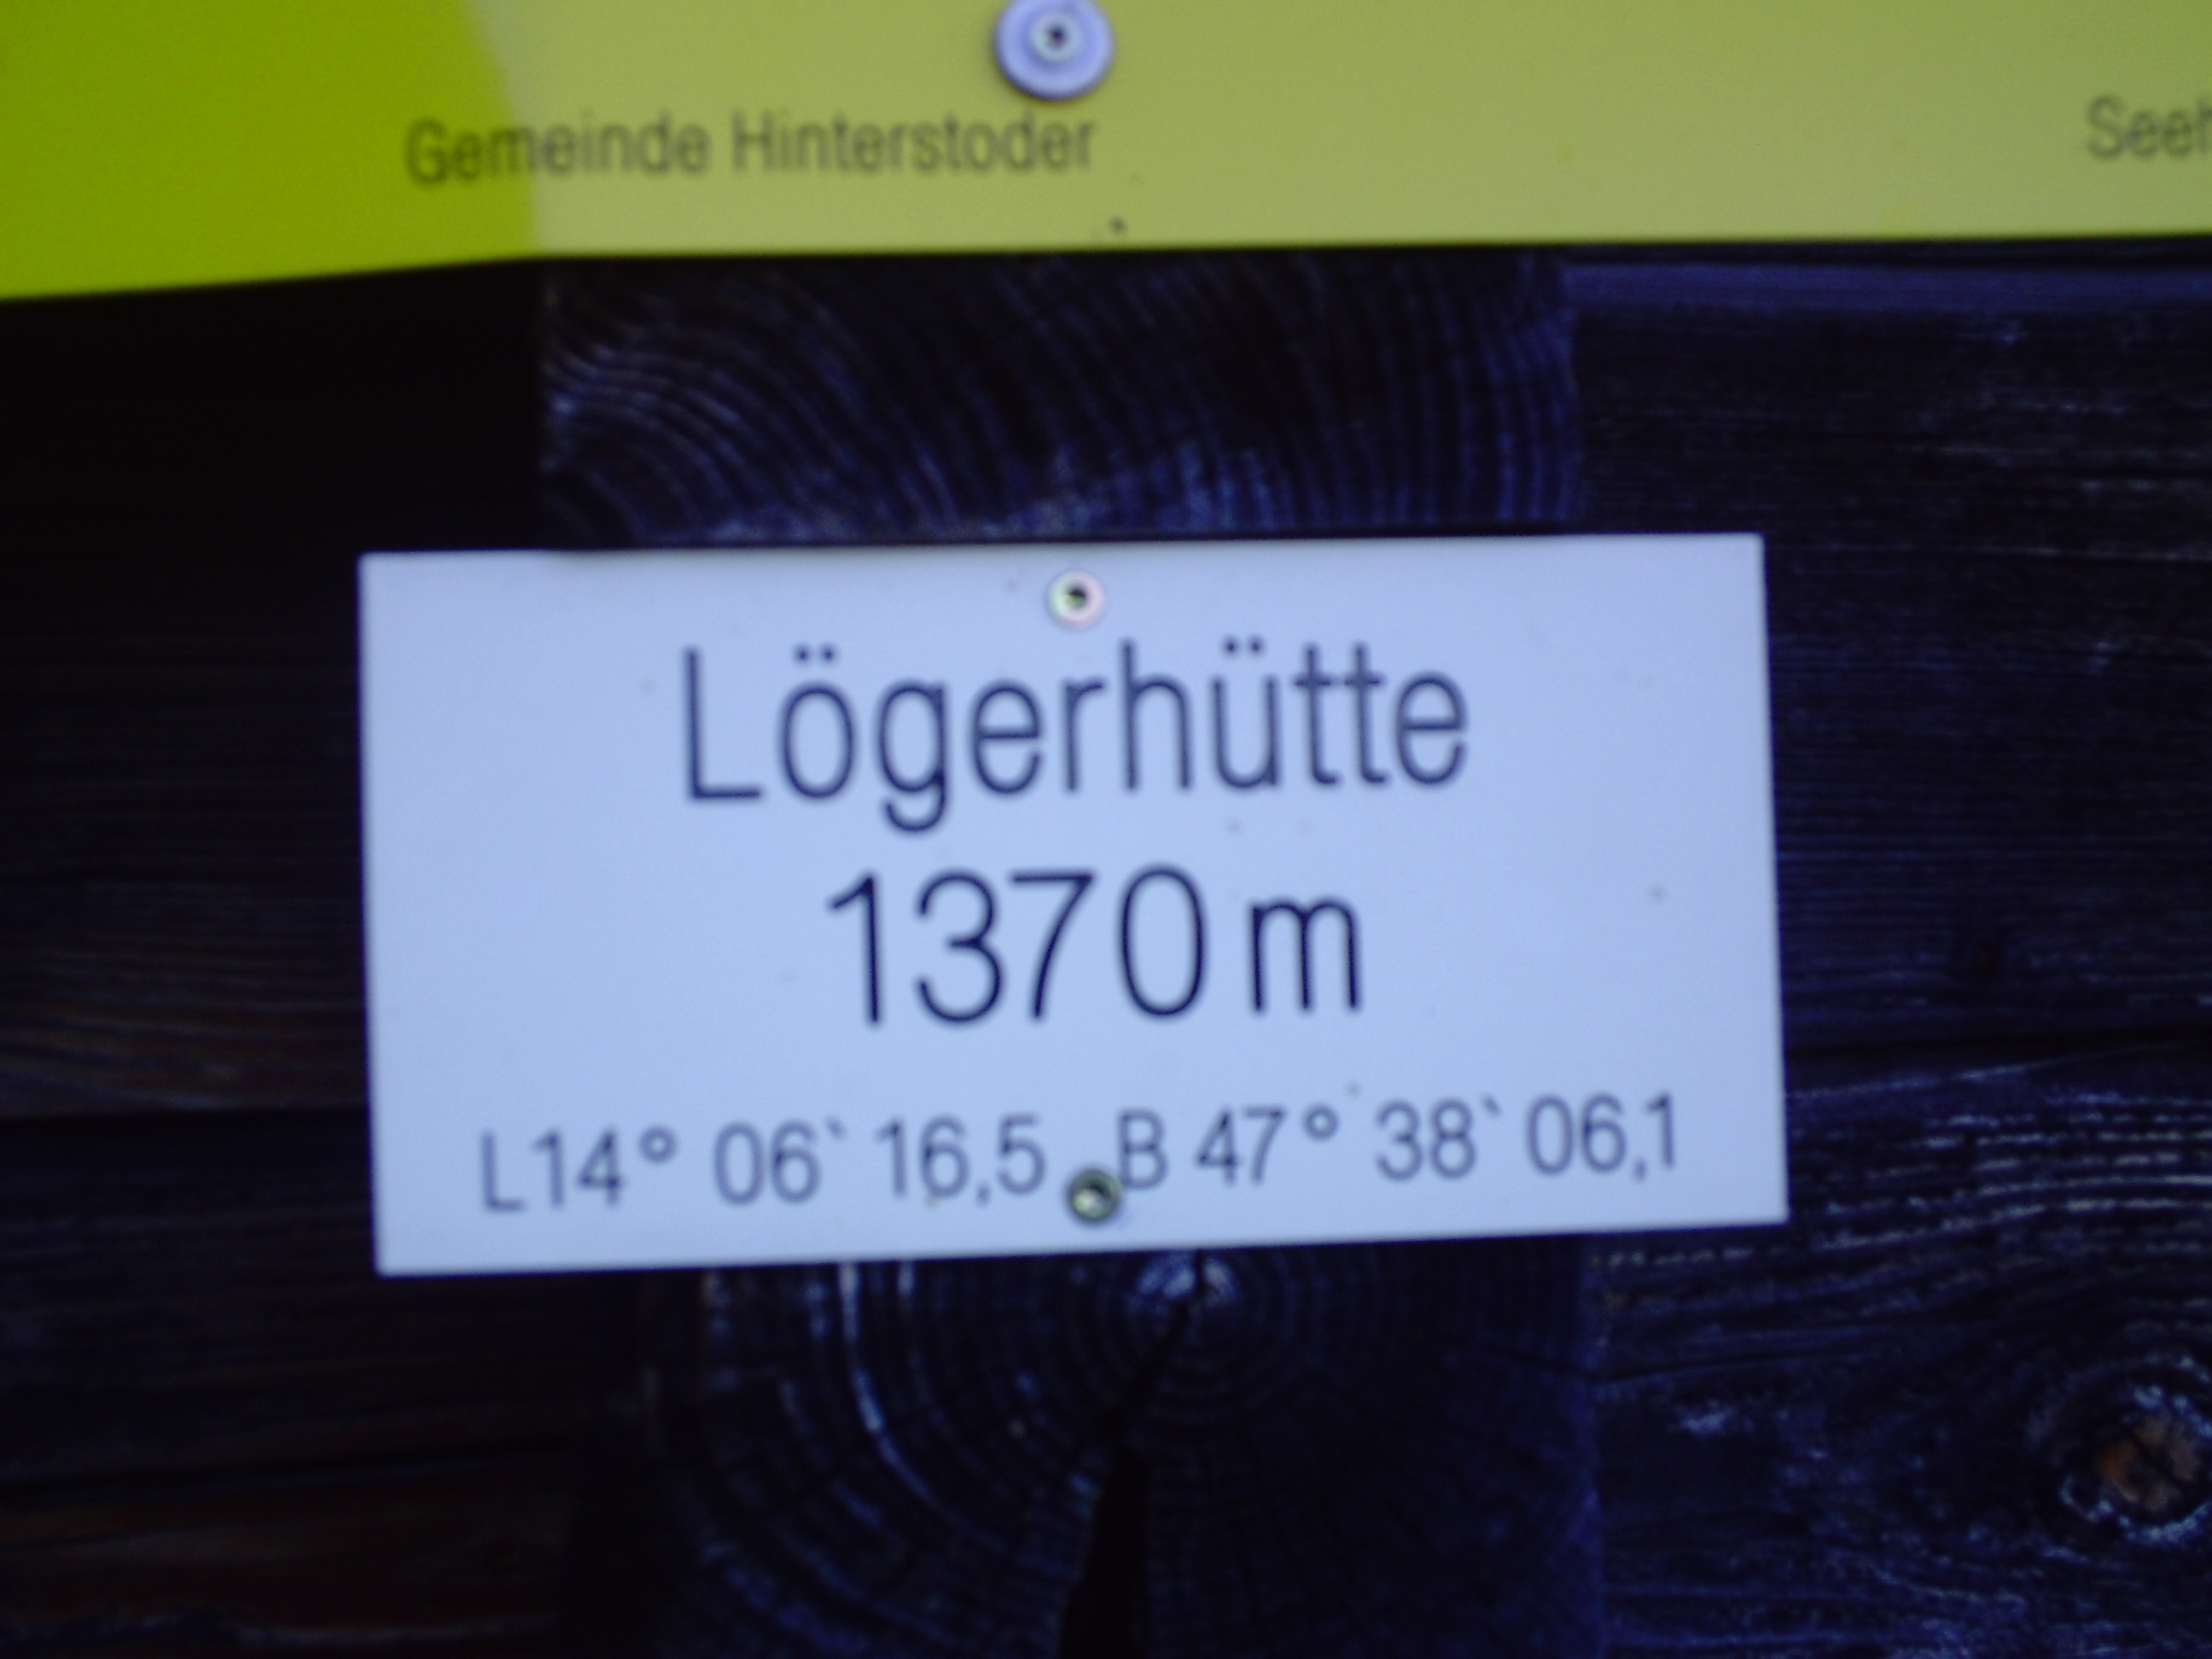 Gemeinde Hinterstoder
Lögerhütte
1370 m
L14° 06` 16,5 B 47° 38` 06,1